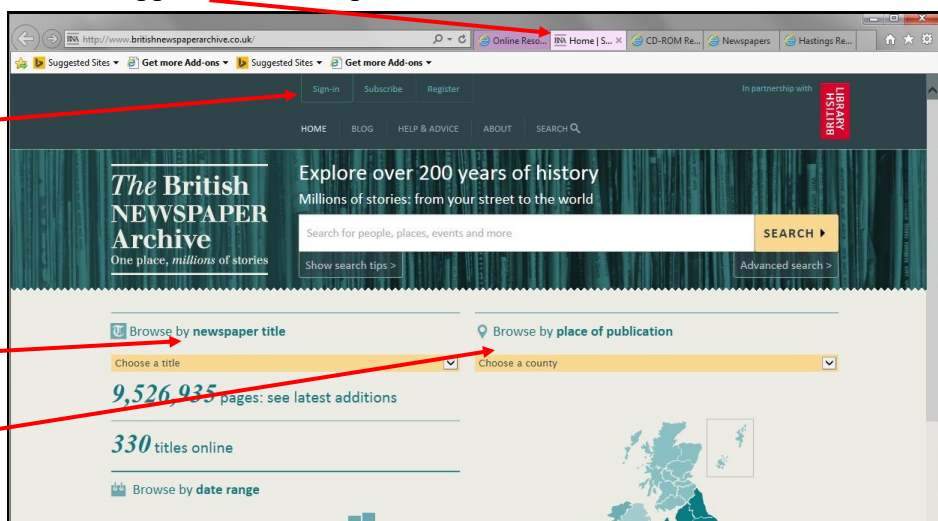 BNA http://www.britishnewspaperarchive.co.uk/
Online Reso... BNA Home | S... × CD-ROM Re... Newspapers Hastings Re...
Suggested Sites Get more Add-ons Suggested Sites Get more Add-ons
Sign-in Subscribe Register In partnership with
BRITISH LIBRARY
HOME BLOG HELP & ADVICE ABOUT SEARCH
The British
NEWSPAPER
Archive
One place, millions of stories
Explore over 200 years of history
Millions of stories: from your street to the world
Search for people, places, events and more SEARCH
Show search tips > Advanced search >
Browse by newspaper title
Choose a title
9,526,935 pages: see latest additions
330 titles online
Browse by date range
Browse by place of publication
Choose a county